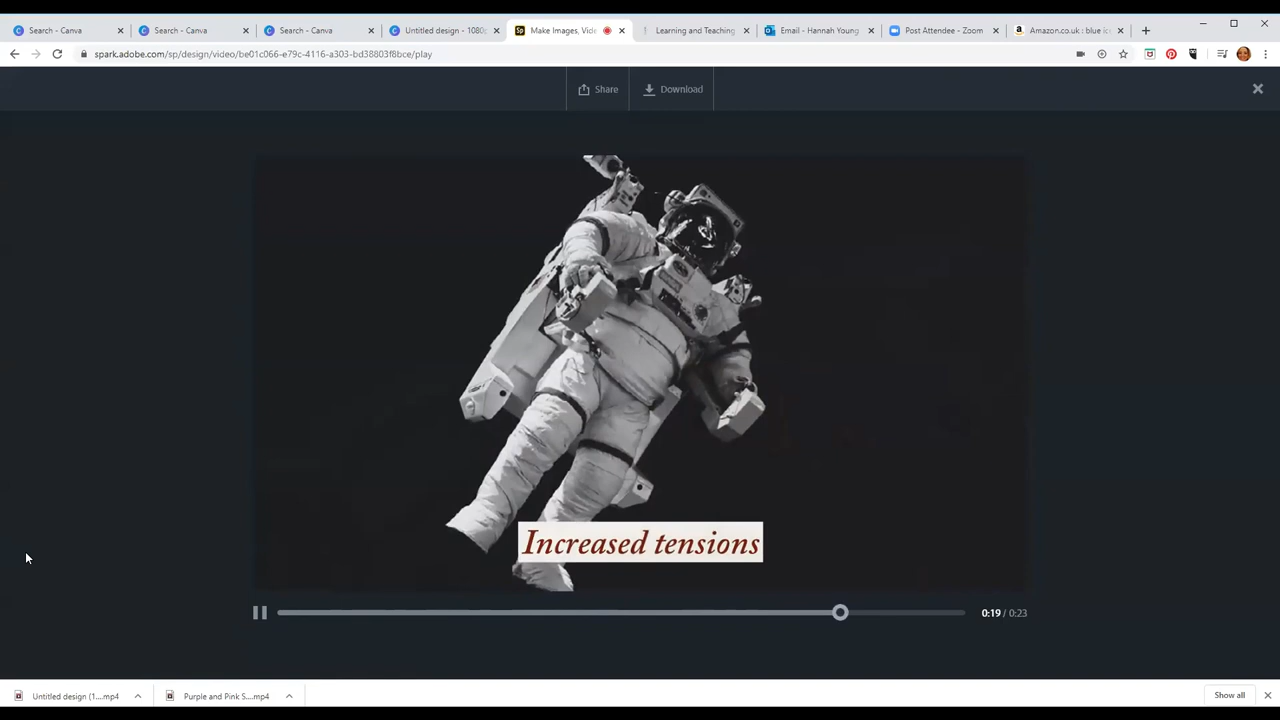 Search - Canva
Search - Canva
Search - Canva
Untitled design - 1080p
Make Images, Vide
Learning and Teaching
Email - Hannah Young
Post Attendee - Zoom
Amazon.co.uk : blue ic
spark.adobe.com/sp/design/video/be01c066-e79c-4116-a303-bd38803f8bce/play
Share
Download
Increased tensions
0:19 / 0:23
Untitled design (1....mp4
Purple and Pink S....mp4
Show all